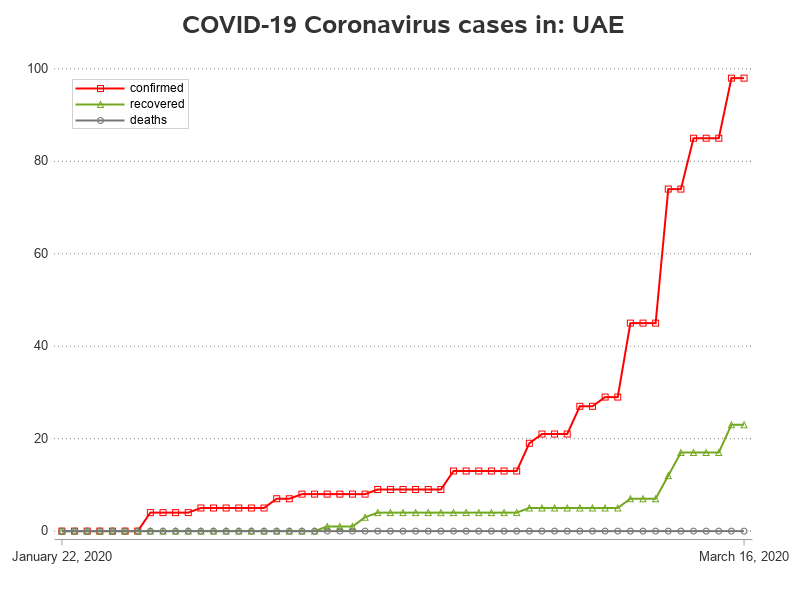 COVID-19 Coronavirus cases in: UAE
100
80
60
40
20
0
confirmed
recovered
deaths
January 22, 2020
March 16, 2020